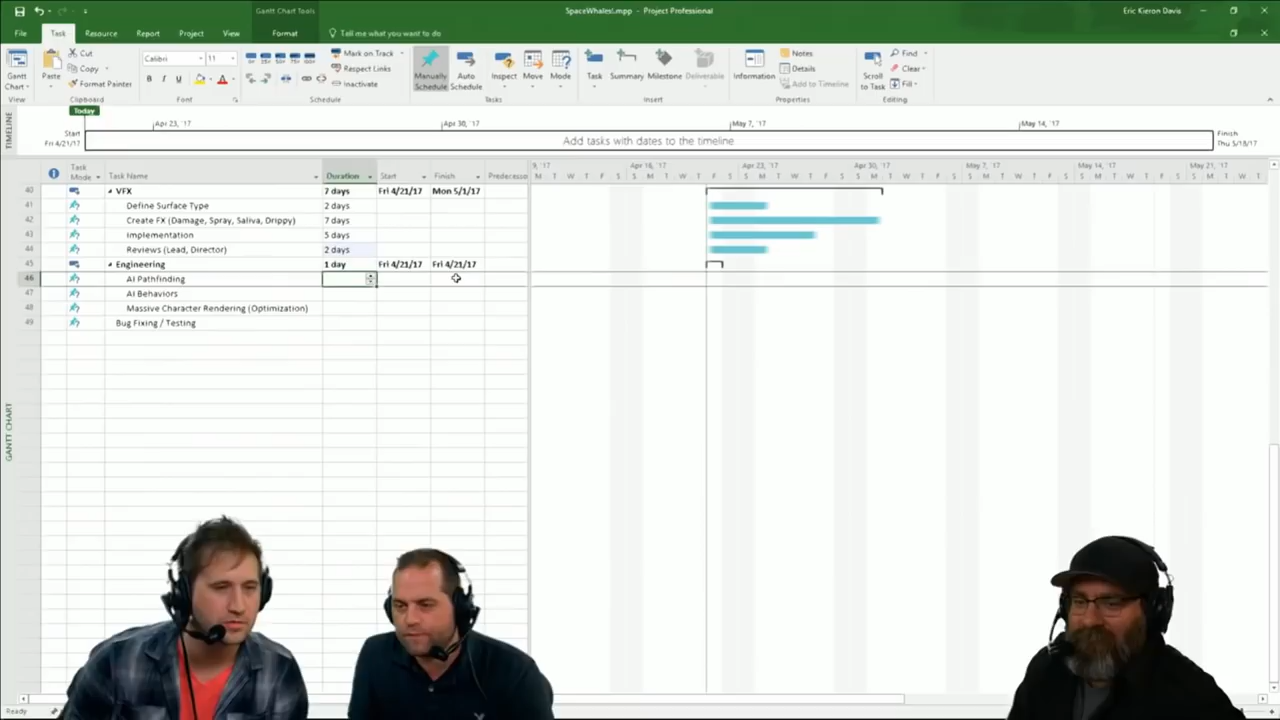 Gantt Chart Tools
SpaceWhales!.mpp - Project Professional
Eric Kieron Davis
File Task Resource Report Project View Format Tell me what you want to do
Gantt Chart
View
Paste
Cut
Copy
Format Painter
Clipboard
Calibri 11
B I U A
Font
Mark on Track
Respect Links
Inactivate
Schedule
Manually Schedule
Auto Schedule
Inspect
Move
Mode
Tasks
Task
Summary
Milestone
Deliverable
Insert
Information
Notes
Details
Add to Timeline
Properties
Scroll to Task
Find
Clear
Fill
Editing
TIMELINE
Today
Start
Fri 4/21/17
Apr 23, '17 Apr 30, '17 May 7, '17 May 14, '17
Add tasks with dates to the timeline
Finish
Thu 5/18/17
Task Mode Task Name Duration Start Finish Predecesso
9, '17 Apr 16, '17 Apr 23, '17 Apr 30, '17 May 7, '17 May 14, '17 May 21, '17
M T W T F S S M T W T F S S M T W T F S S M T W T F S S M T W T F S S M T W T F S S M T W
40 VFX 7 days Fri 4/21/17 Mon 5/1/17
41 Define Surface Type 2 days
42 Create FX (Damage, Spray, Saliva, Drippy) 7 days
43 Implementation 5 days
44 Reviews (Lead, Director) 2 days
45 Engineering 1 day Fri 4/21/17 Fri 4/21/17
46 AI Pathfinding
47 AI Behaviors
48 Massive Character Rendering (Optimization)
49 Bug Fixing / Testing
GANTT CHART
Ready